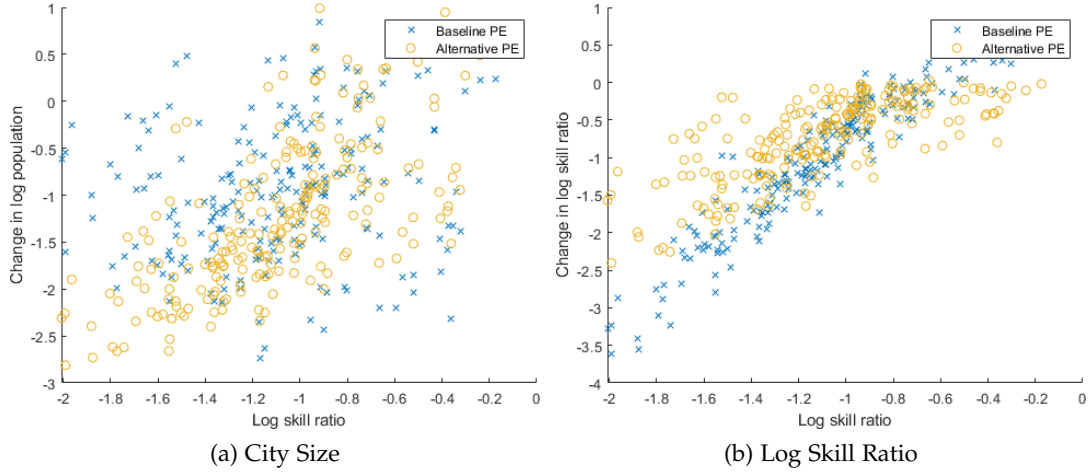 1
0.5
0
-0.5
-1
-1.5
-2
-2.5
-3
Change in log population
-2 -1.8 -1.6 -1.4 -1.2 -1 -0.8 -0.6 -0.4 -0.2 0
Log skill ratio
Baseline PE
Alternative PE
(a) City Size
1
0.5
0
-0.5
-1
-1.5
-2
-2.5
-3
-3.5
-4
Change in log skill ratio
-2 -1.8 -1.6 -1.4 -1.2 -1 -0.8 -0.6 -0.4 -0.2 0
Log skill ratio
Baseline PE
Alternative PE
(b) Log Skill Ratio